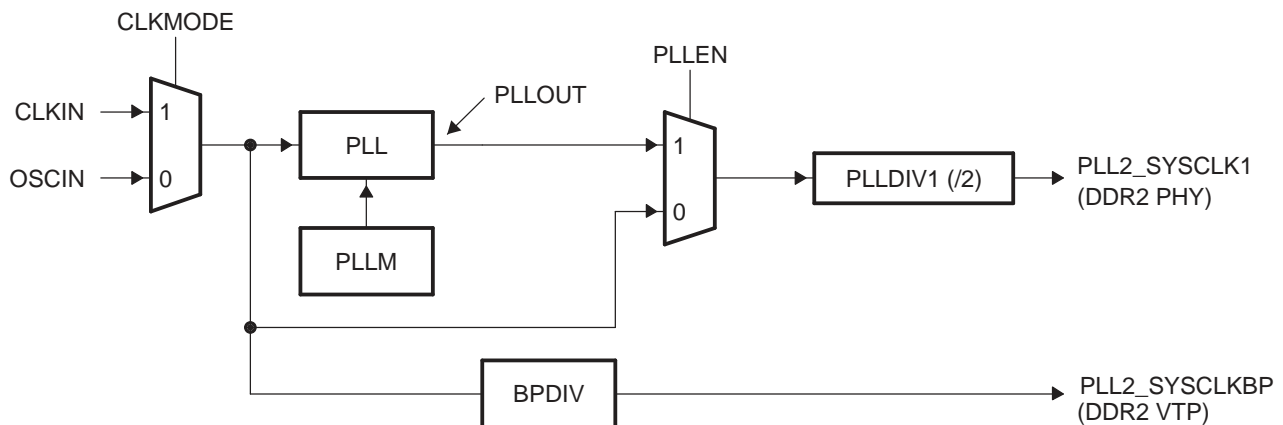 CLKMODE
CLKIN
OSCIN
1
0
PLL
PLLM
PLLOUT
PLLEN
1
0
PLLDIV1 (/2)
PLL2_SYSCLK1
(DDR2 PHY)
BPDIV
PLL2_SYSCLKBP
(DDR2 VTP)